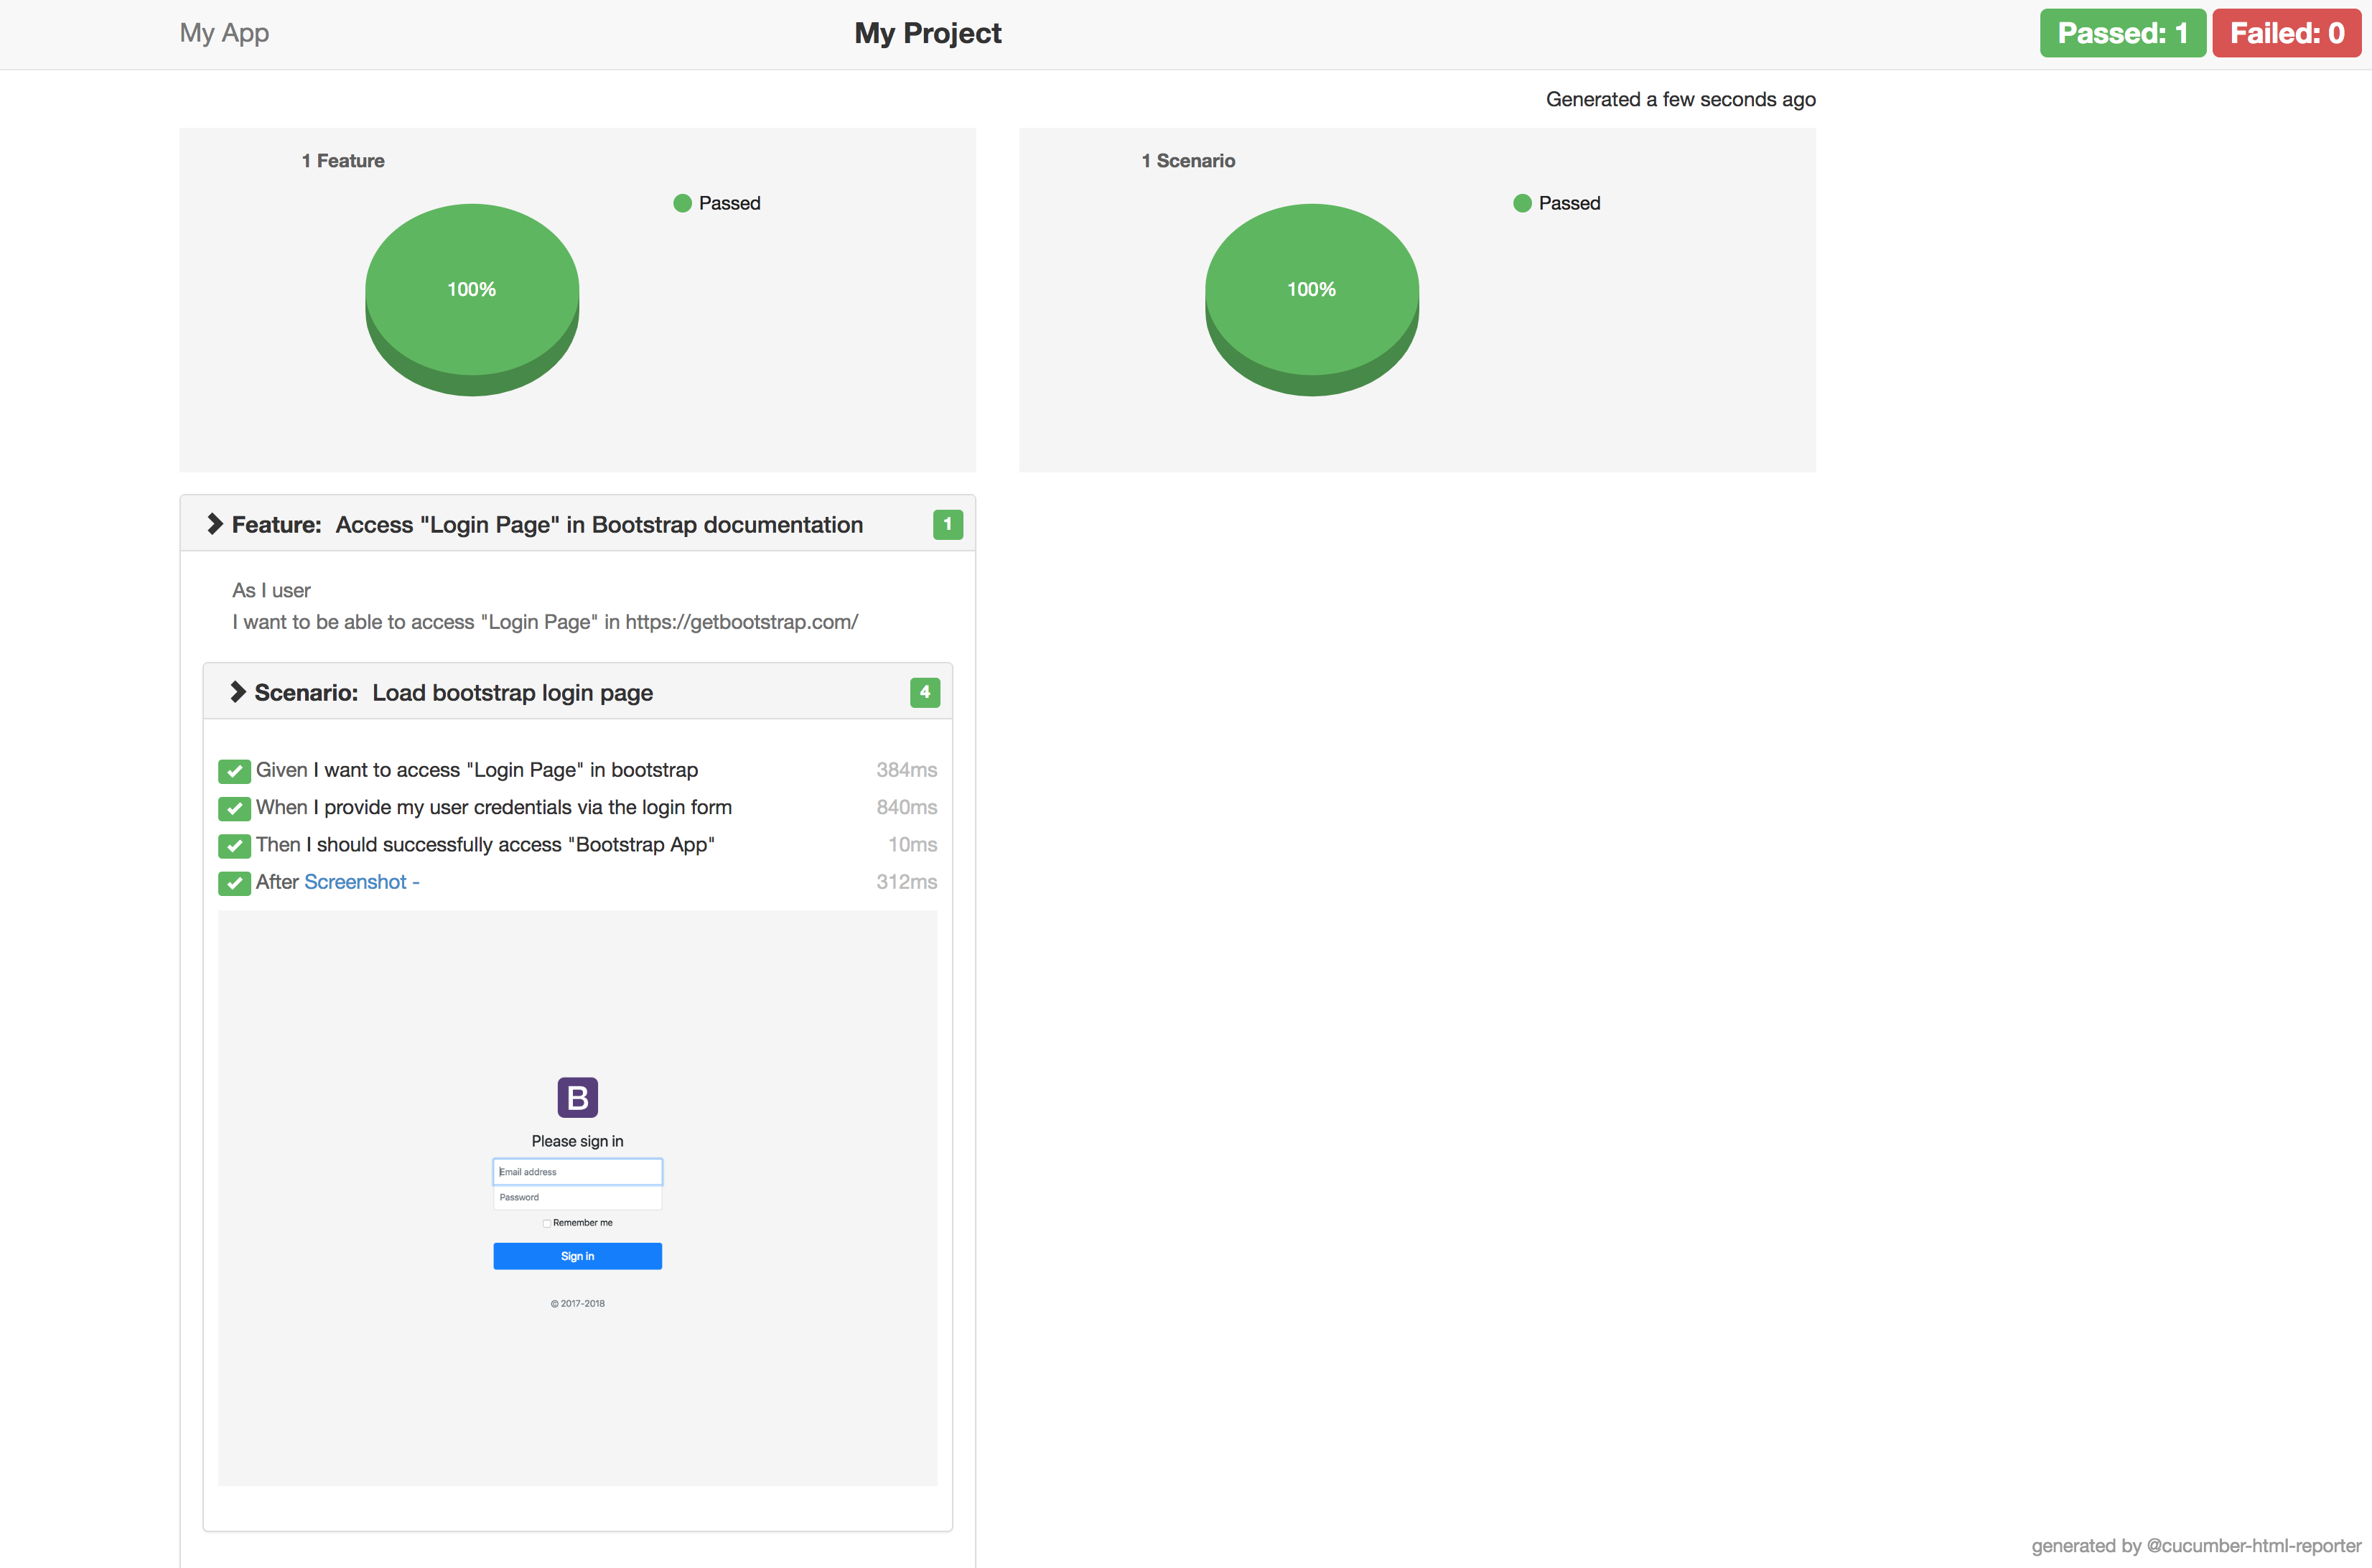 My App
My Project
Passed: 1
Failed: 0
Generated a few seconds ago
1 Feature
Passed
100%
1 Scenario
Passed
100%
Feature: Access "Login Page" in Bootstrap documentation
1
As I user
I want to be able to access "Login Page" in https://getbootstrap.com/
Scenario: Load bootstrap login page
4
Given I want to access "Login Page" in bootstrap
384ms
When I provide my user credentials via the login form
840ms
Then I should successfully access "Bootstrap App"
10ms
After Screenshot -
312ms
B
Please sign in
Email address
Password
Remember me
Sign in
© 2017-2018
generated by @cucumber-html-reporter